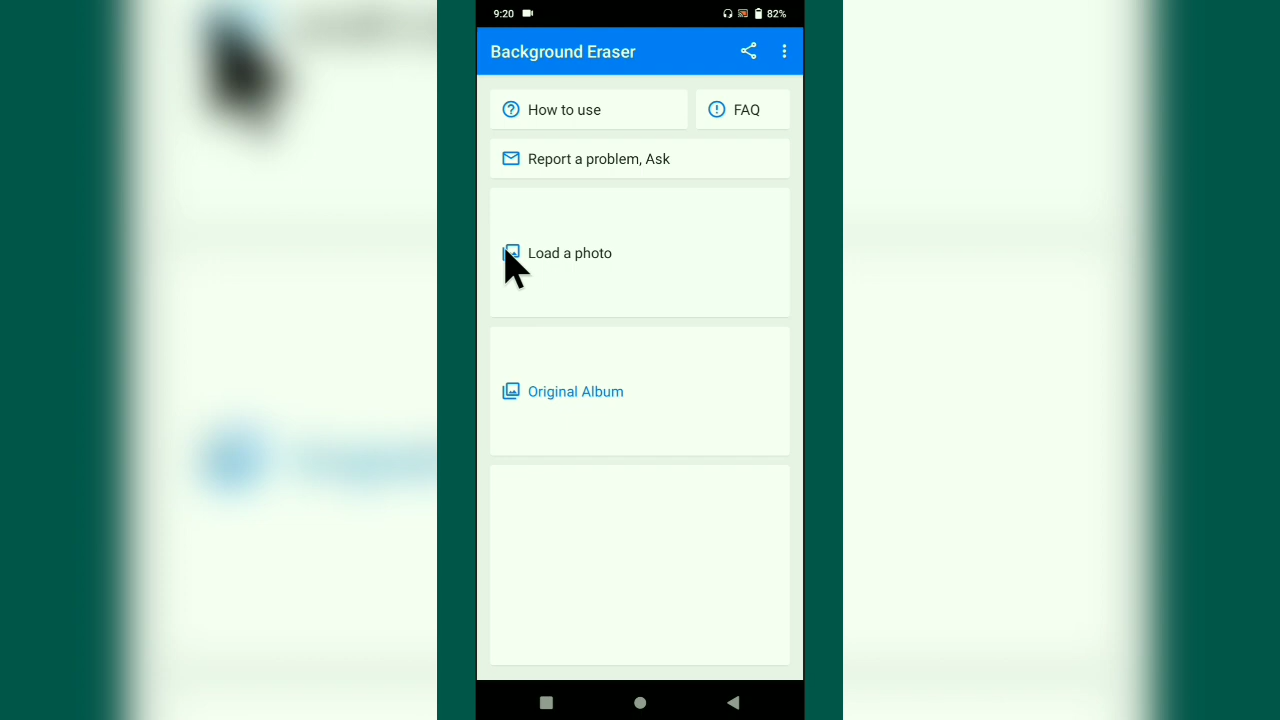 9:20 82%
Background Eraser
How to use FAQ
Report a problem, Ask
Load a photo
Original Album